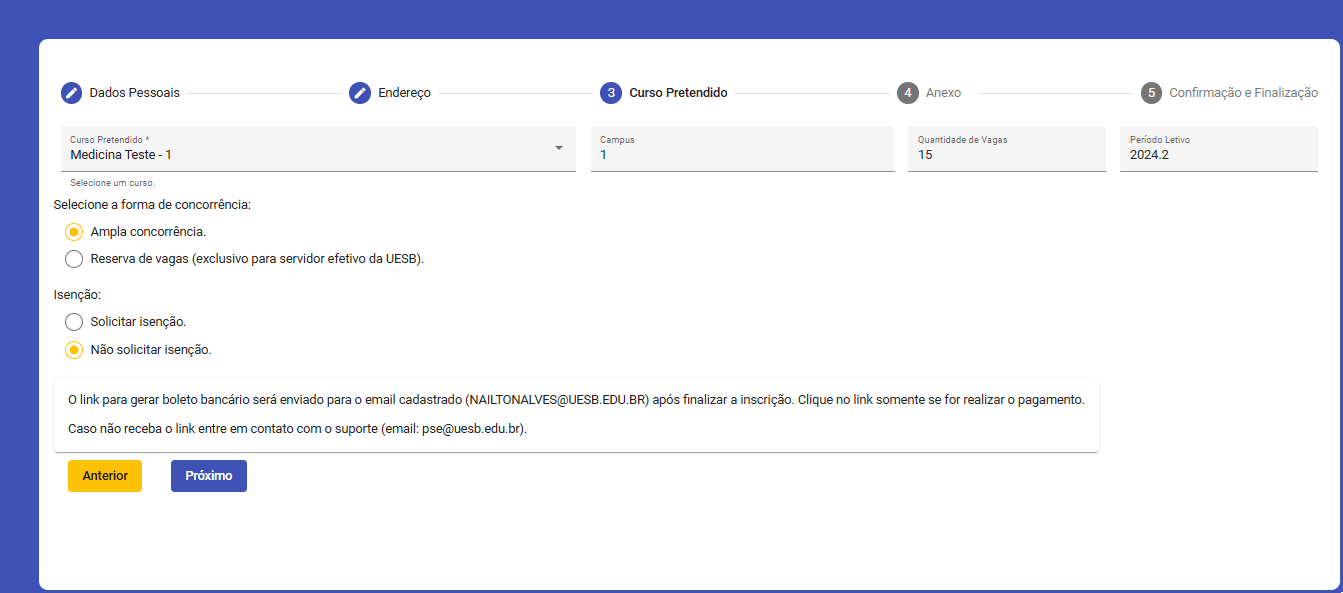 Dados Pessoais
Endereço
3 Curso Pretendido
4 Anexo
5 Confirmação e Finalização
Curso Pretendido *
Medicina Teste - 1
Selecione um curso.
Campus
1
Quantidade de Vagas
15
Período Letivo
2024.2
Selecione a forma de concorrência:
Ampla concorrência.
Reserva de vagas (exclusivo para servidor efetivo da UESB).
Isenção:
Solicitar isenção.
Não solicitar isenção.
O link para gerar boleto bancário será enviado para o email cadastrado (NAILTONALVES@UESB.EDU.BR) após finalizar a inscrição. Clique no link somente se for realizar o pagamento.
Caso não receba o link entre em contato com o suporte (email: pse@uesb.edu.br).
Anterior
Próximo